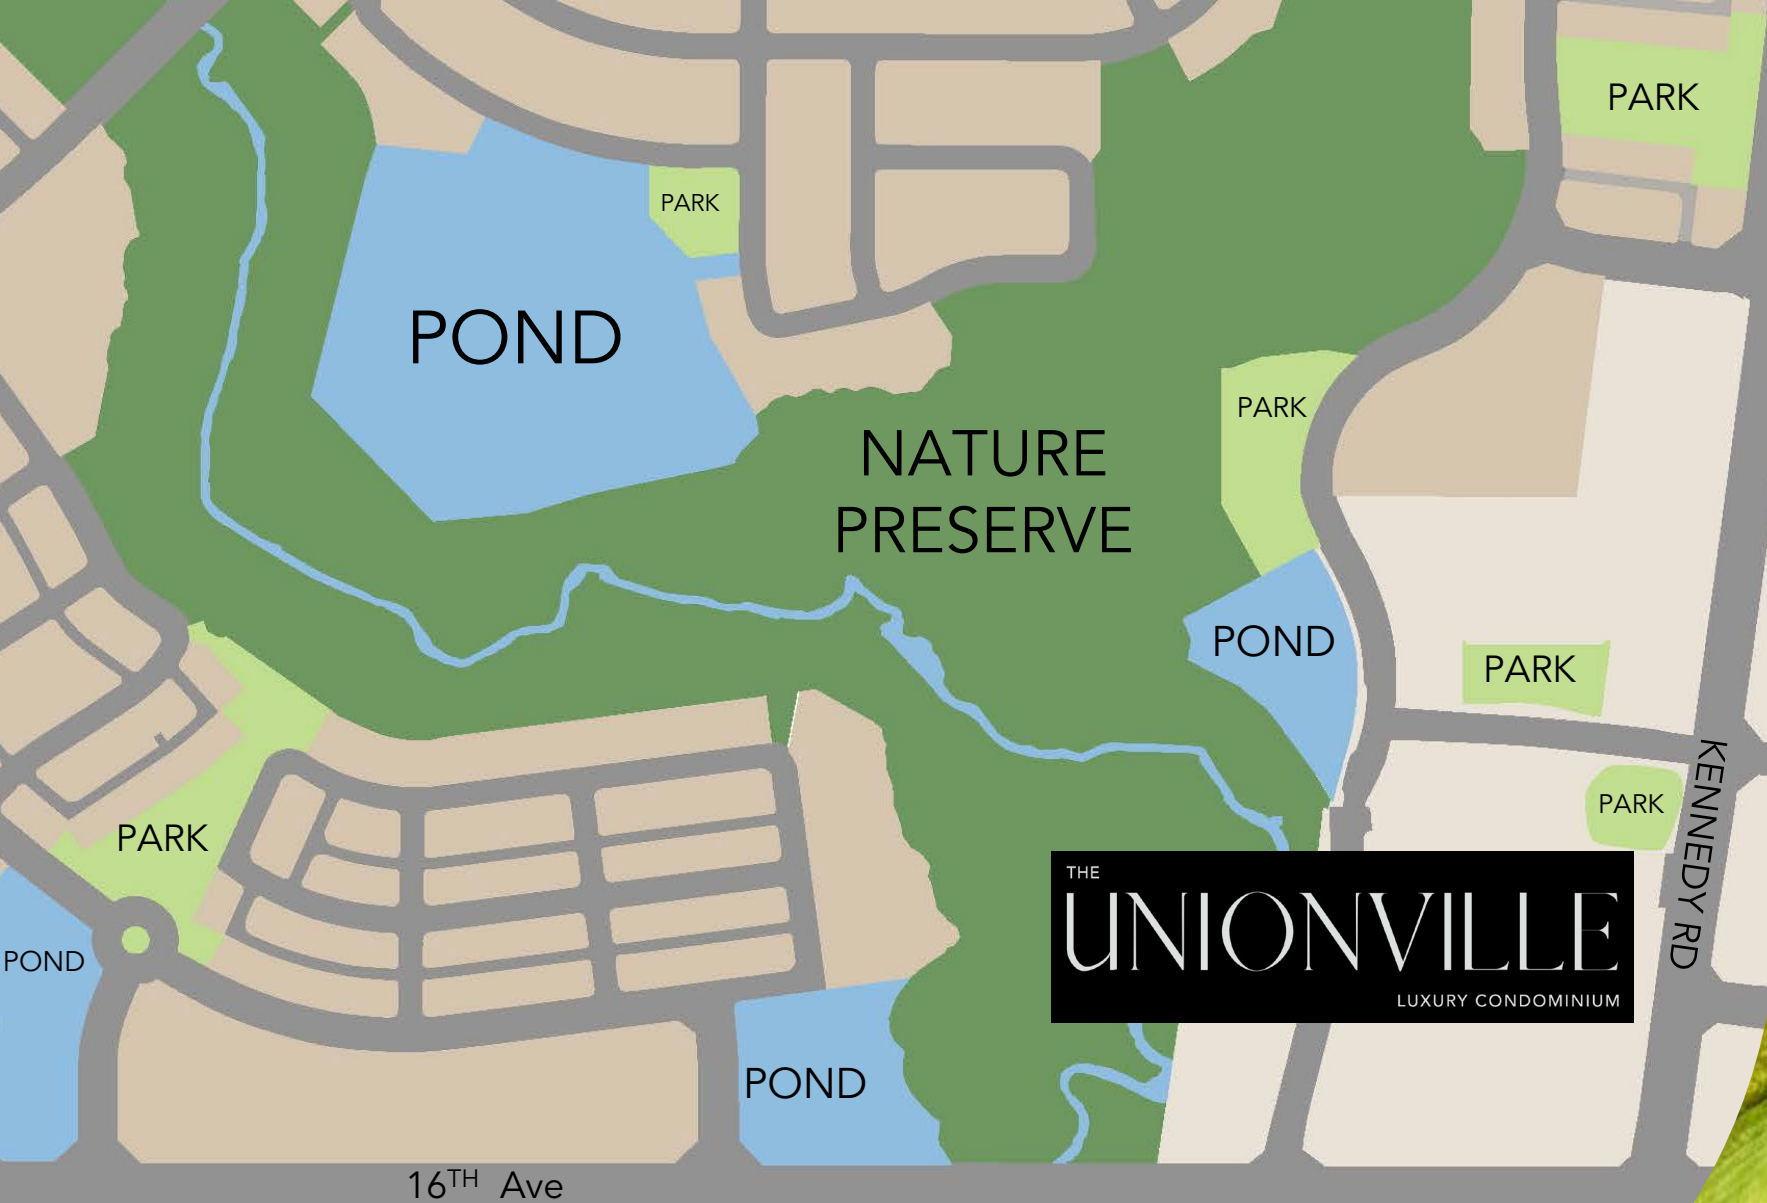 PARK
PARK
POND
PARK
NATURE
PRESERVE
POND
PARK
PARK
KENNEDY RD
PARK
THE
UNIONVILLE
LUXURY CONDOMINIUM
POND
POND
16TH Ave